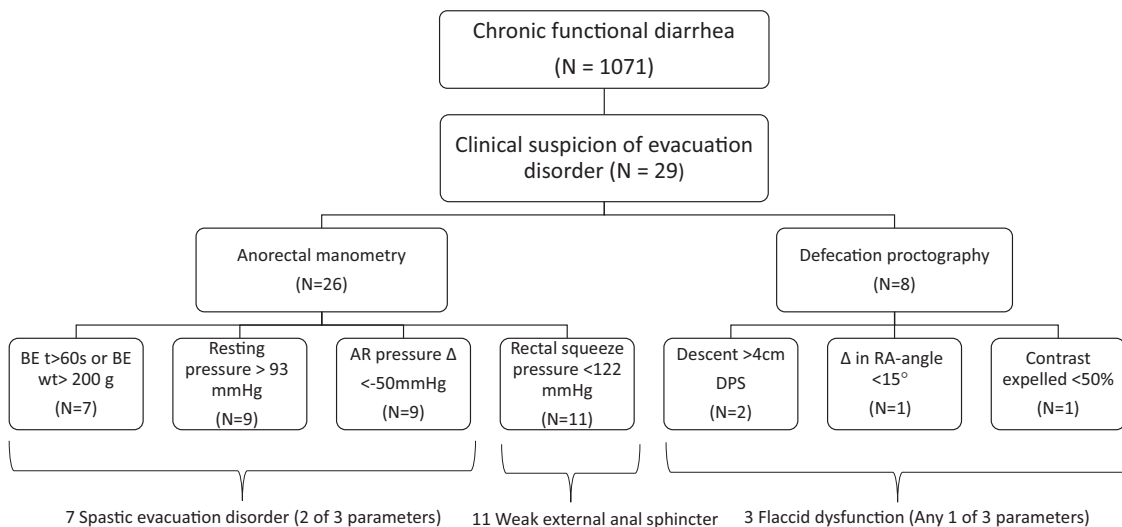 Chronic functional diarrhea
(N = 1071)
Clinical suspicion of evacuation
disorder (N = 29)
Anorectal manometry
(N=26)
Defecation proctography
(N=8)
BE t>60s or BE
wt> 200 g
(N=7)
Resting
pressure > 93
mmHg
(N=9)
AR pressure Δ
<-50mmHg
(N=9)
Rectal squeeze
pressure <122
mmHg
(N=11)
Descent >4cm
DPS
(N=2)
Δ in RA-angle
<15°
(N=1)
Contrast
expelled <50%
(N=1)
7 Spastic evacuation disorder (2 of 3 parameters)
11 Weak external anal sphincter
3 Flaccid dysfunction (Any 1 of 3 parameters)